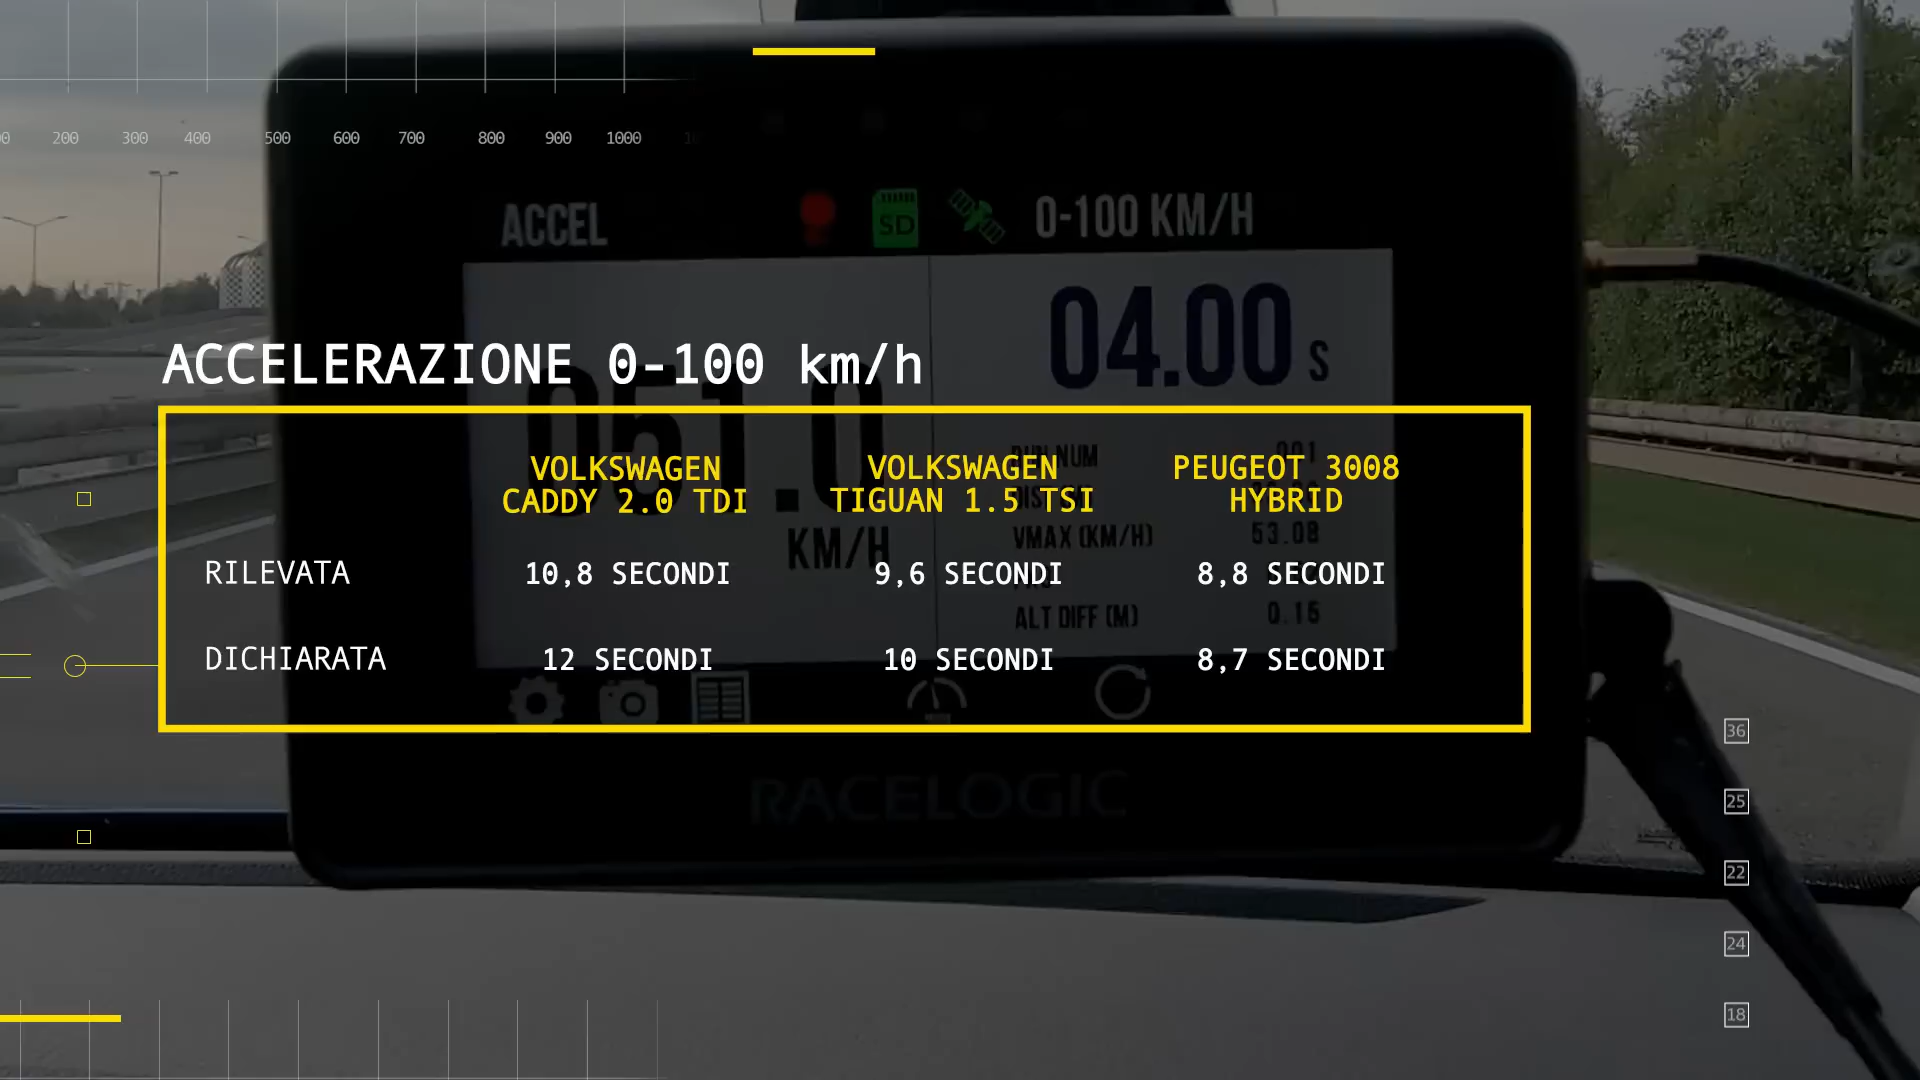 200 300 400 500 600 700 800 900 1000
ACCEL
SD
0-100 KM/H
04.00 S
ACCELERAZIONE 0-100 km/h
VOLKSWAGEN
CADDY 2.0 TDI
VOLKSWAGEN
TIGUAN 1.5 TSI
PEUGEOT 3008
HYBRID
KM/H
VMAX (KM/H) 53.08
RILEVATA 10,8 SECONDI 9,6 SECONDI 8,8 SECONDI
ALT DIFF (M) 0.16
DICHIARATA 12 SECONDI 10 SECONDI 8,7 SECONDI
RACELOGIC
36
25
22
24
18